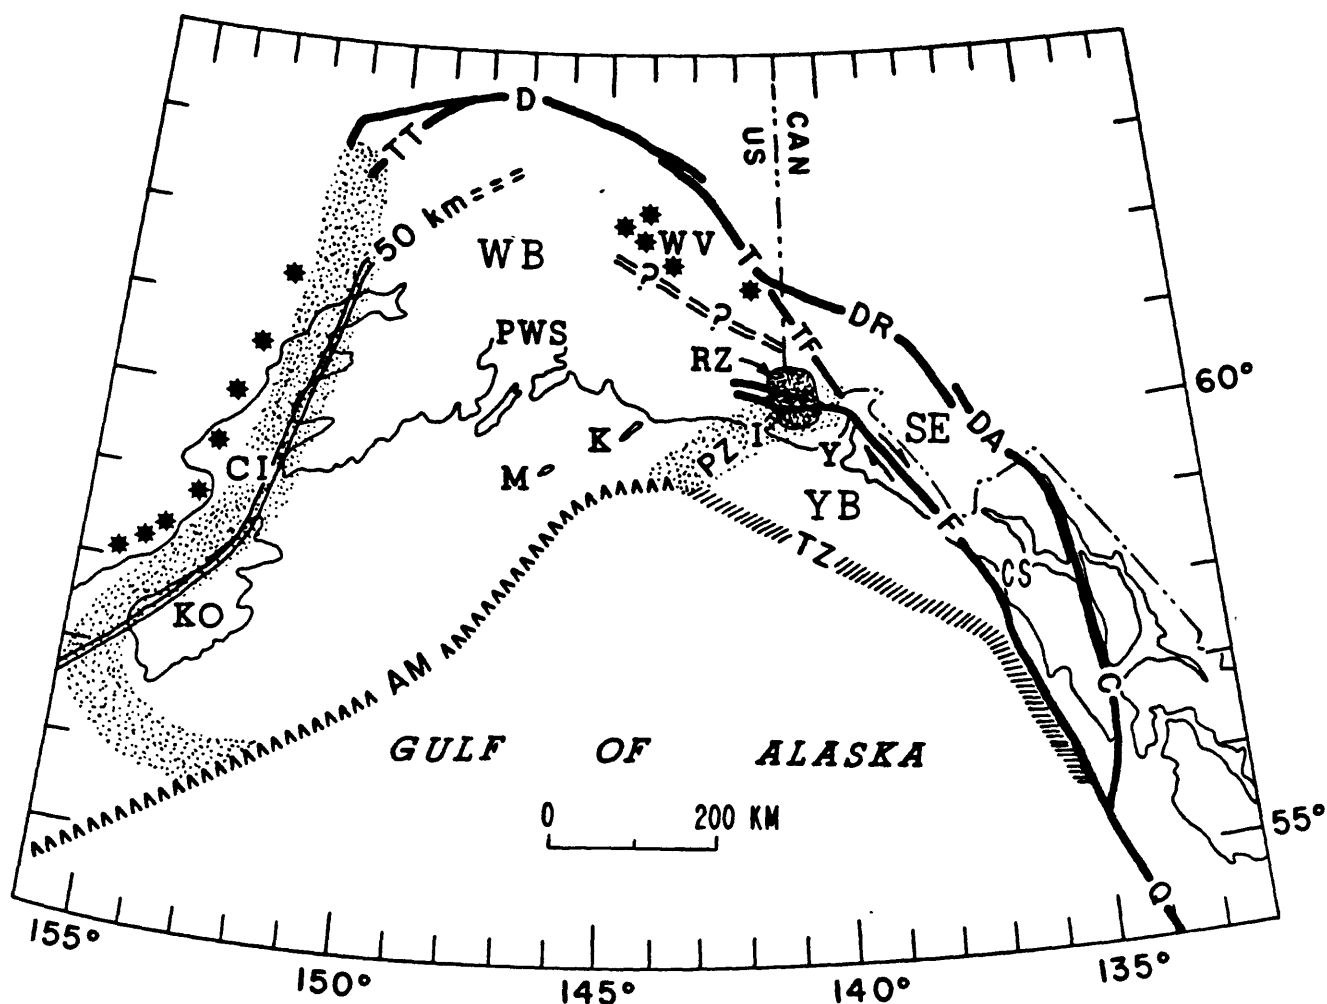 D
CAN
US
TT
50 km
WB
WV
T
?
?
DR
TF
PWS
RZ
60°
SE
DA
K
I
Y
PZ
CI
M
YB
F
TZ
CS
KO
AM
C
GULF OF ALASKA
0 200 KM
55°
Q
155°
150°
145°
140°
135°